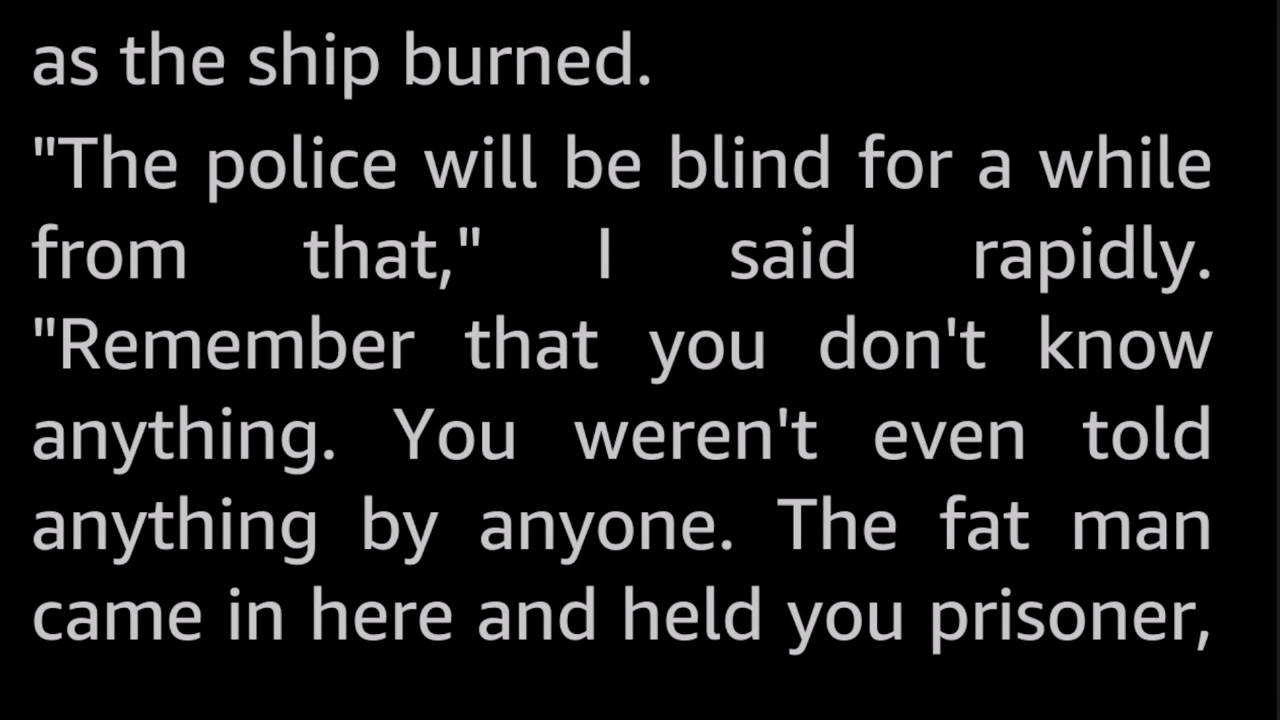 as the ship burned.
"The police will be blind for a while
from that," I said rapidly.
"Remember that you don't know
anything. You weren't even told
anything by anyone. The fat man
came in here and held you prisoner,